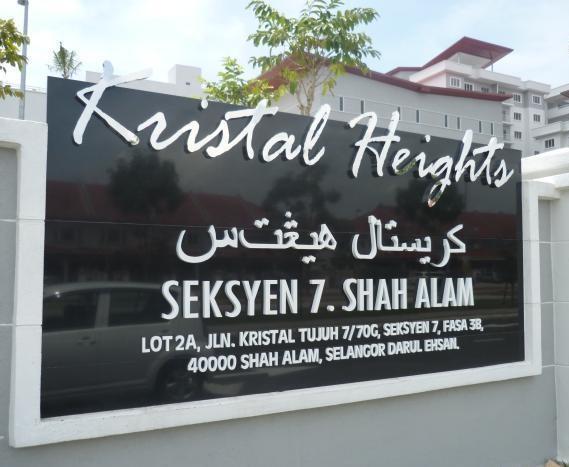 Kristal Heights
كريستال هيڠتس
SEKSYEN 7. SHAH ALAM
LOT 2A, JLN. KRISTAL TUJUH 7/70G, SEKSYEN 7, FASA 3B,
40000 SHAH ALAM, SELANGOR DARUL EHSAN.